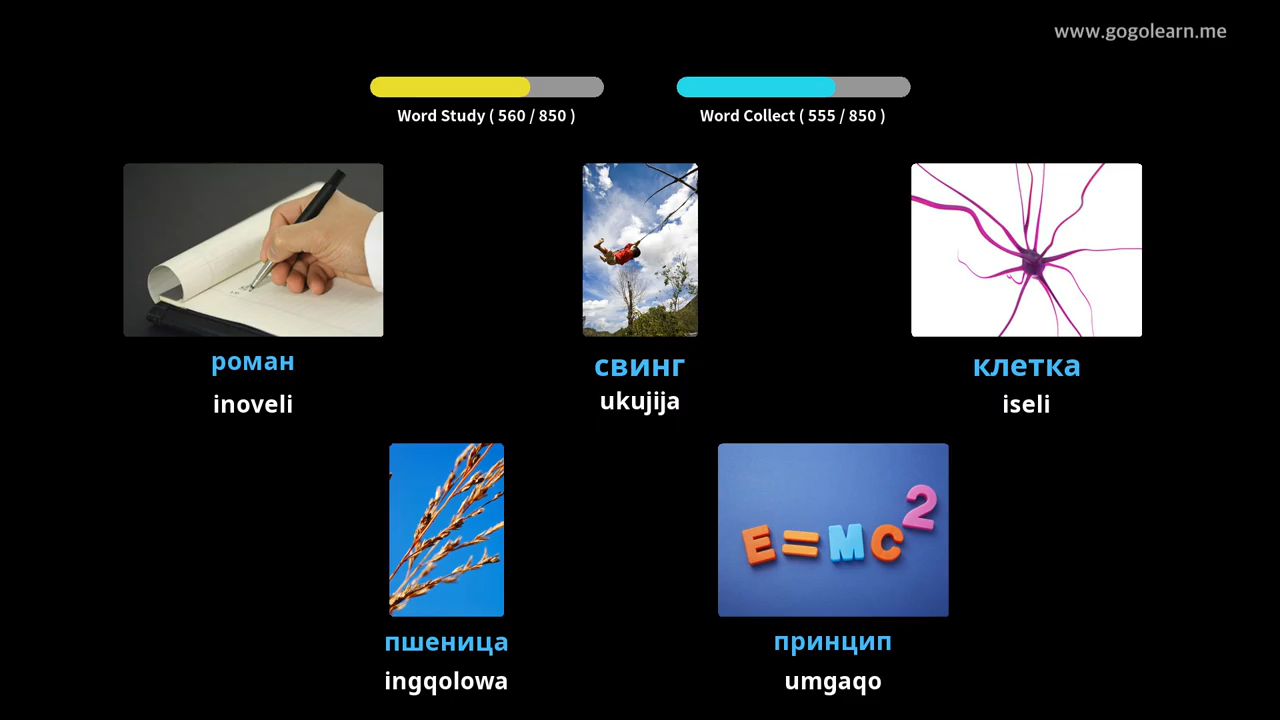 www.gogolearn.me
Word Study ( 560 / 850 )
Word Collect ( 555 / 850 )
роман
inoveli
свинг
ukujija
клетка
iseli
E=MC2
пшеница
ingqolowa
принцип
umgaqo